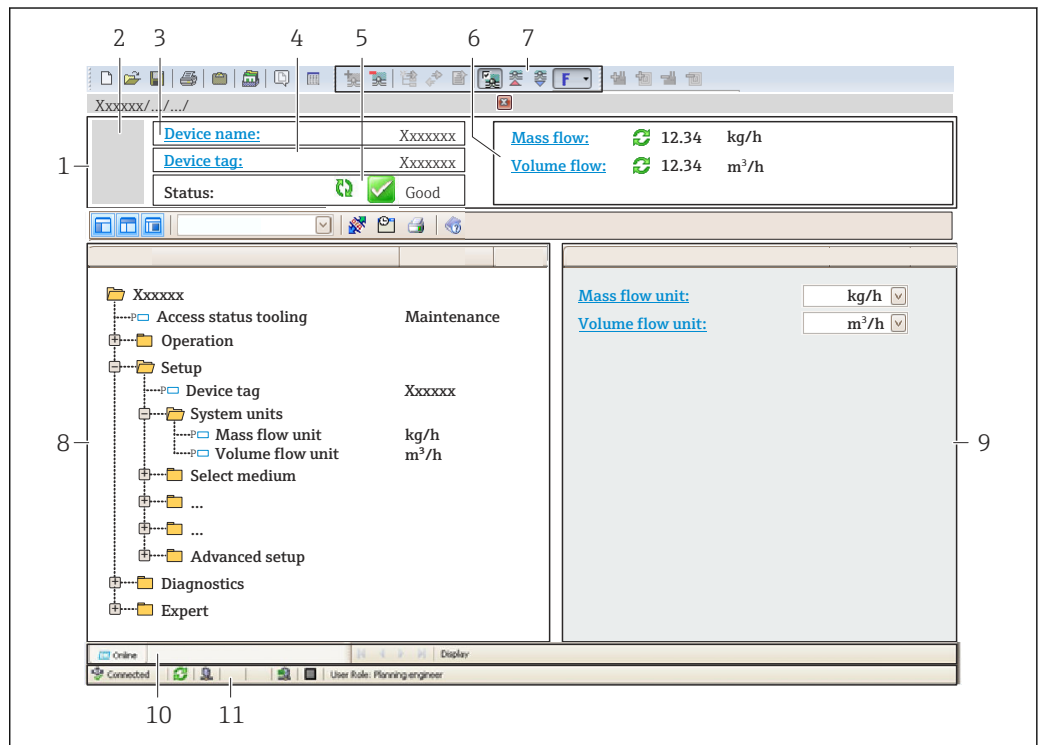 2 3 4 5 6 7
F
Xxxxxx/.../.../
Device name: Xxxxxxx
Device tag: Xxxxxxx
Status: Good
Mass flow: 12.34 kg/h
Volume flow: 12.34 m³/h
1
Xxxxxx
P Access status tooling Maintenance
Operation
Setup
P Device tag Xxxxxx
System units
P Mass flow unit kg/h
P Volume flow unit m³/h
Select medium
...
...
Advanced setup
Diagnostics
Expert
8
Mass flow unit: kg/h
Volume flow unit: m³/h
9
Online Display
Connected User Role: Planning engineer
10 11